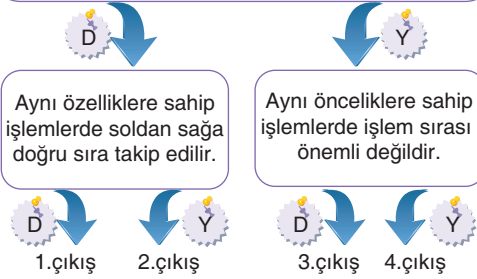 D
Y
Aynı özelliklere sahip
işlemlerde soldan sağa
doğru sıra takip edilir.
Aynı önceliklere sahip
işlemlerde işlem sırası
önemli değildir.
D
Y
D
Y
1.çıkış
2.çıkış
3.çıkış
4.çıkış